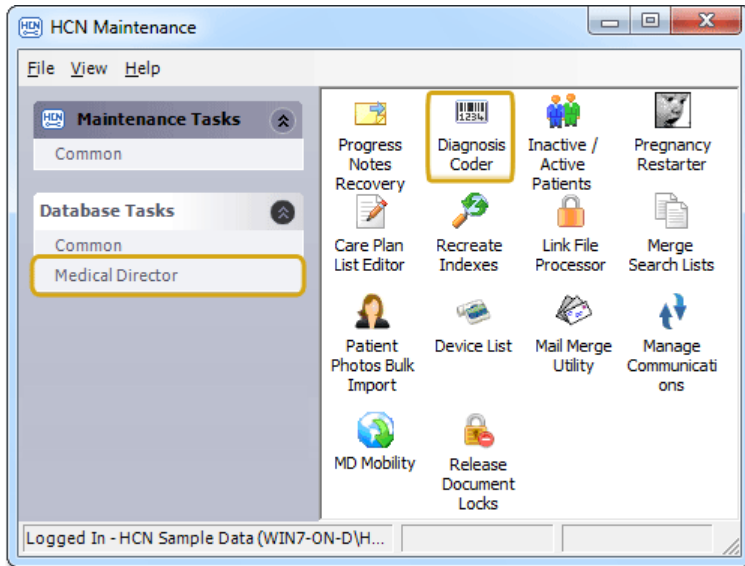 HCN HCN Maintenance
File View Help
HCN Maintenance Tasks
Common
Database Tasks
Common
Medical Director
Progress
Notes
Recovery
1234
Diagnosis
Coder
Inactive /
Active
Patients
Pregnancy
Restarter
Care Plan
List Editor
Recreate
Indexes
Link File
Processor
Merge
Search Lists
Patient
Photos Bulk
Import
Device List
Mail Merge
Utility
Manage
Communicati
ons
MD Mobility
Release
Document
Locks
Logged In - HCN Sample Data (WIN7-ON-D\H...